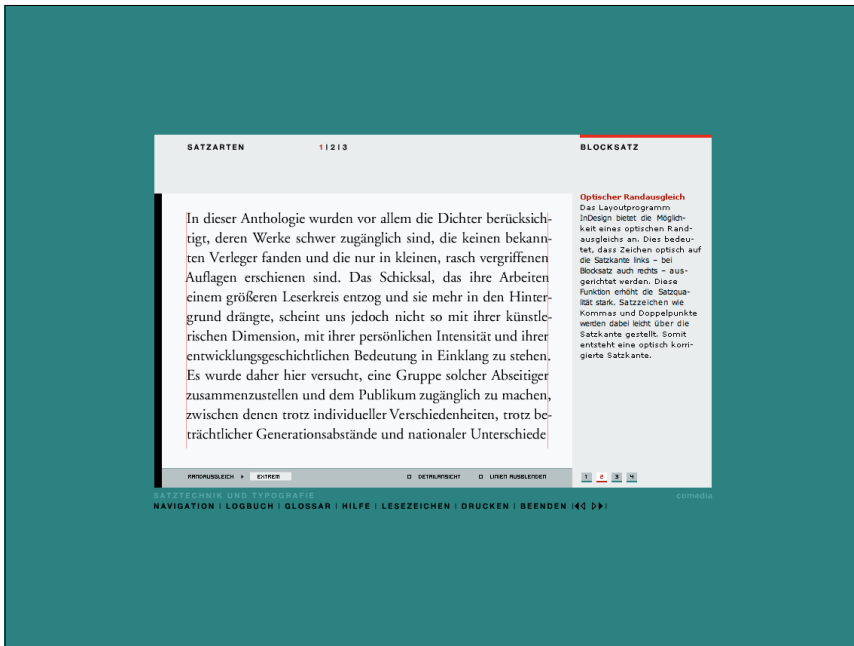 SATZARTEN
1 | 2 | 3
BLOCKSATZ
In dieser Anthologie wurden vor allem die Dichter berücksich-
tigt, deren Werke schwer zugänglich sind, die keinen bekann-
ten Verleger fanden und die nur in kleinen, rasch vergriffenen
Auflagen erschienen sind. Das Schicksal, das ihre Arbeiten
einem größeren Leserkreis entzog und sie mehr in den Hinter-
grund drängte, scheint uns jedoch nicht so mit ihrer künstle-
rischen Dimension, mit ihrer persönlichen Intensität und ihrer
entwicklungsgeschichtlichen Bedeutung in Einklang zu stehen.
Es wurde daher hier versucht, eine Gruppe solcher Abseitiger
zusammenzustellen und dem Publikum zugänglich zu machen,
zwischen denen trotz individueller Verschiedenheiten, trotz be-
trächtlicher Generationsabstände und nationaler Unterschiede
Optischer Randausgleich
Das Layoutprogramm
InDesign bietet die Möglich-
keit eines optischen Rand-
ausgleichs an. Dies bedeu-
tet, dass Zeichen optisch auf
die Satzkante links – bei
Blocksatz auch rechts – aus-
gerichtet werden. Diese
Funktion erhöht die Satzqua-
lität stark. Satzzeichen wie
Kommas und Doppelpunkte
werden dabei leicht über die
Satzkante gestellt. Somit
entsteht eine optisch korri-
gierte Satzkante.
RANDAUSGLEICH EXTREM
DETAILANSICHT
LINIEN AUSBLENDEN
1 2 3 4
SATZTECHNIK UND TYPOGRAFIE
comedia
NAVIGATION | LOGBUCH | GLOSSAR | HILFE | LESEZEICHEN | DRUCKEN | BEENDEN